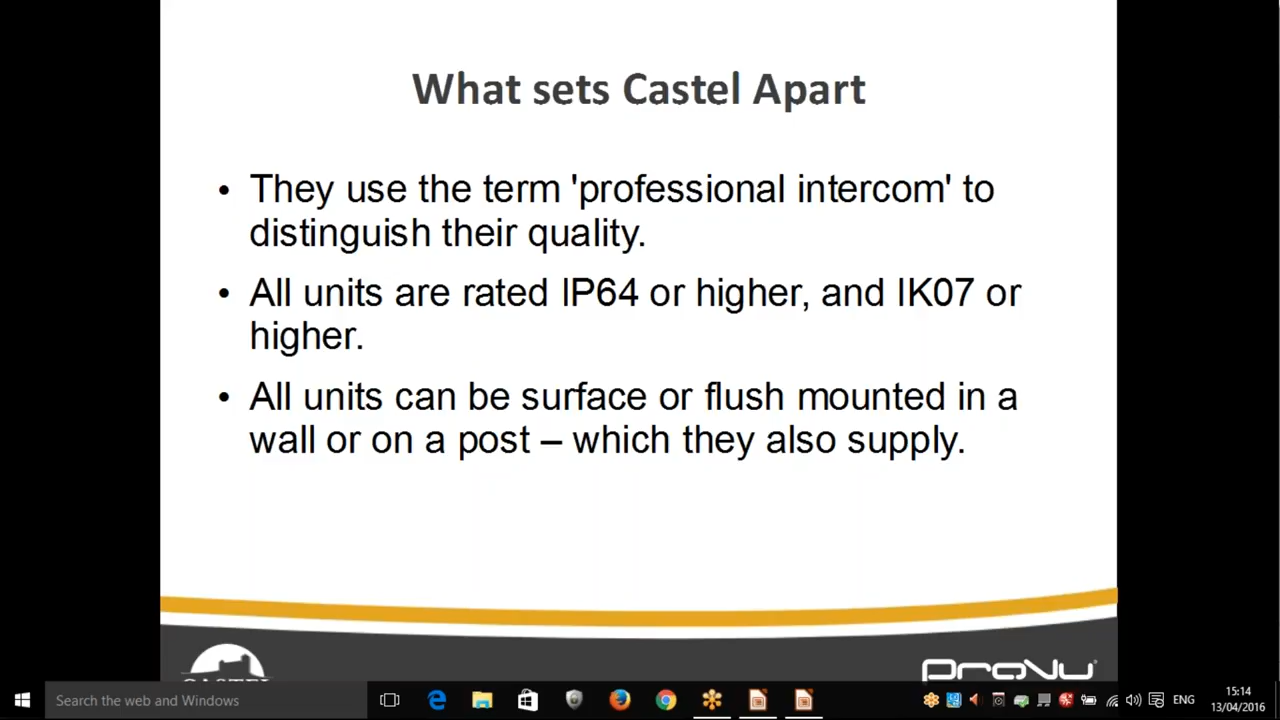 What sets Castel Apart
• They use the term 'professional intercom' to
distinguish their quality.
• All units are rated IP64 or higher, and IK07 or
higher.
• All units can be surface or flush mounted in a
wall or on a post – which they also supply.
CASTEL
ProVu
Search the web and Windows
ENG
15:14
13/04/2016